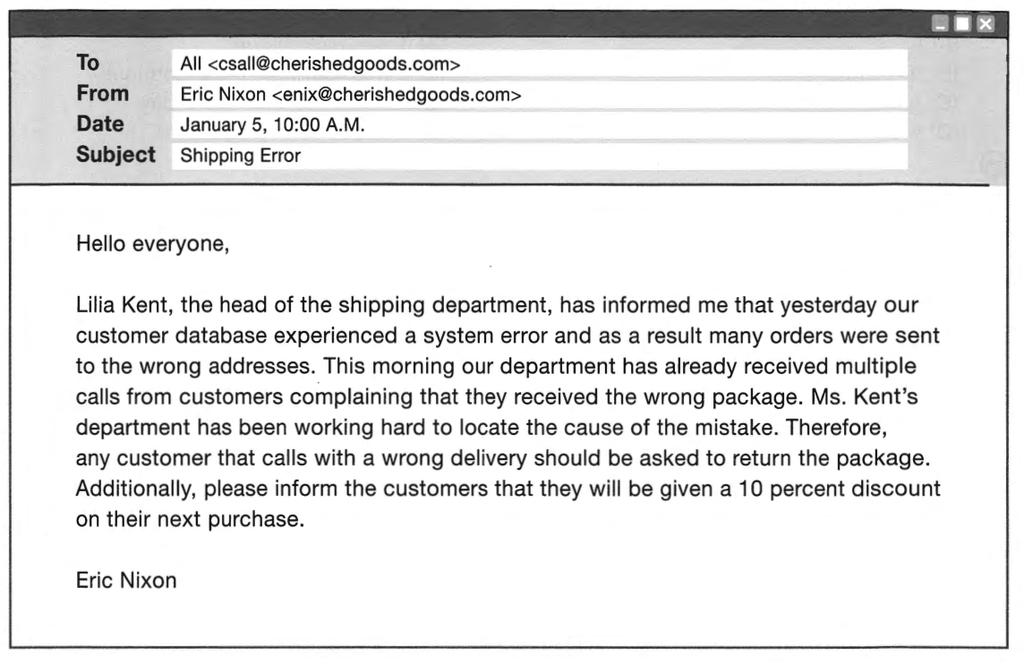 To All <csall@cherishedgoods.com>
From Eric Nixon <enix@cherishedgoods.com>
Date January 5, 10:00 A.M.
Subject Shipping Error
Hello everyone,
Lilia Kent, the head of the shipping department, has informed me that yesterday our
customer database experienced a system error and as a result many orders were sent
to the wrong addresses. This morning our department has already received multiple
calls from customers complaining that they received the wrong package. Ms. Kent's
department has been working hard to locate the cause of the mistake. Therefore,
any customer that calls with a wrong delivery should be asked to return the package.
Additionally, please inform the customers that they will be given a 10 percent discount
on their next purchase.
Eric Nixon